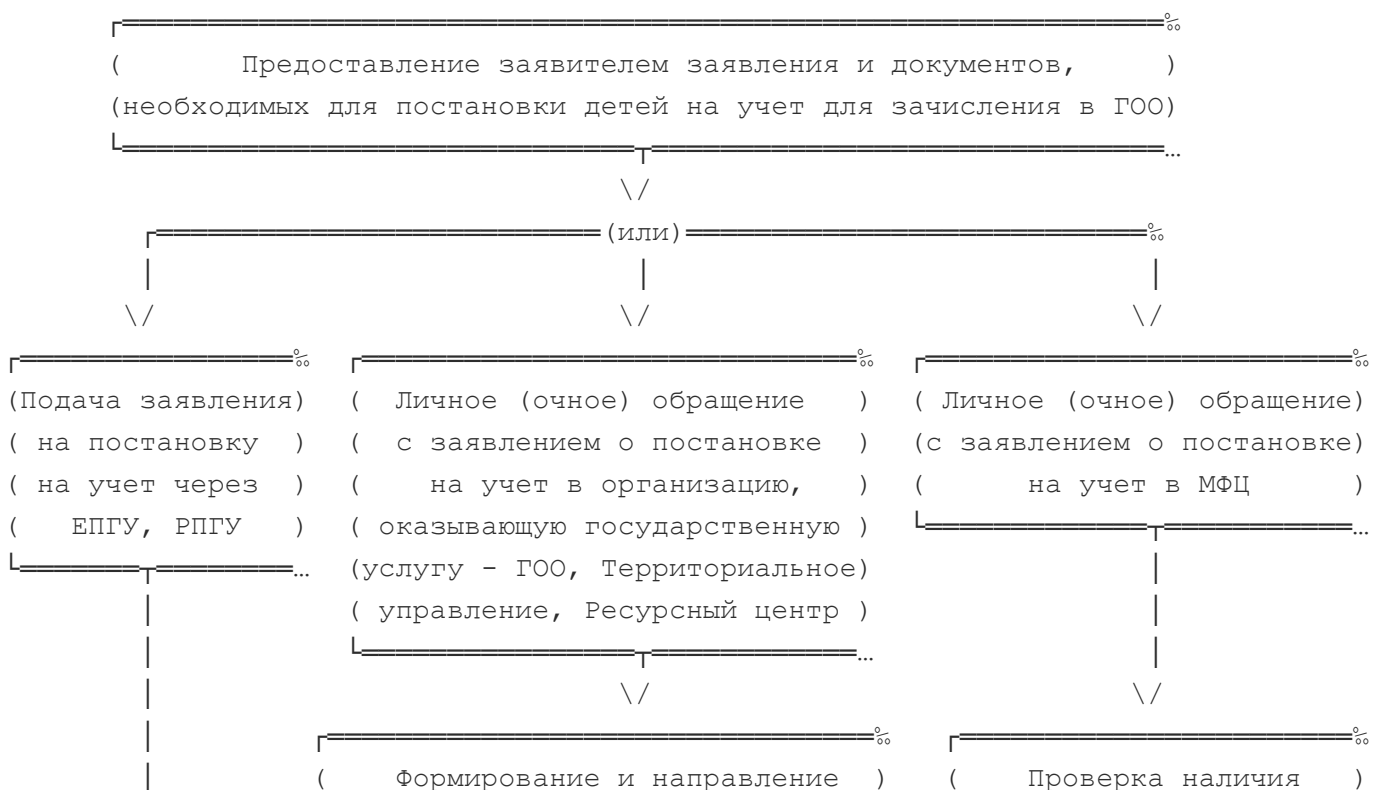 Предоставление заявителем заявления и документов,
(необходимых для постановки детей на учет для зачисления в ГОО)
(или)
(Подача заявления)
( на постановку )
( на учет через )
( ЕПГУ, РПГУ )
( Личное (очное) обращение )
( с заявлением о постановке )
( на учет в организацию, )
( оказывающую государственную )
(услугу - ГОО, Территориальное)
( управление, Ресурсный центр )
( Личное (очное) обращение)
(с заявлением о постановке)
( на учет в МФЦ )
( Формирование и направление )
( Проверка наличия )